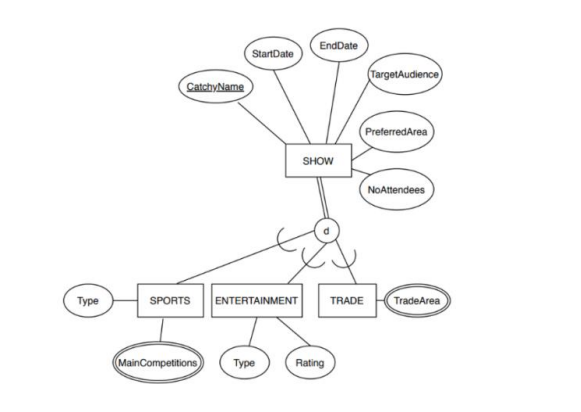 EndDate
StartDate
TargetAudience
CatchyName
PreferredArea
SHOW
NoAttendees
d
Type
SPORTS
ENTERTAINMENT
TRADE
TradeArea
MainCompetitions
Type
Rating